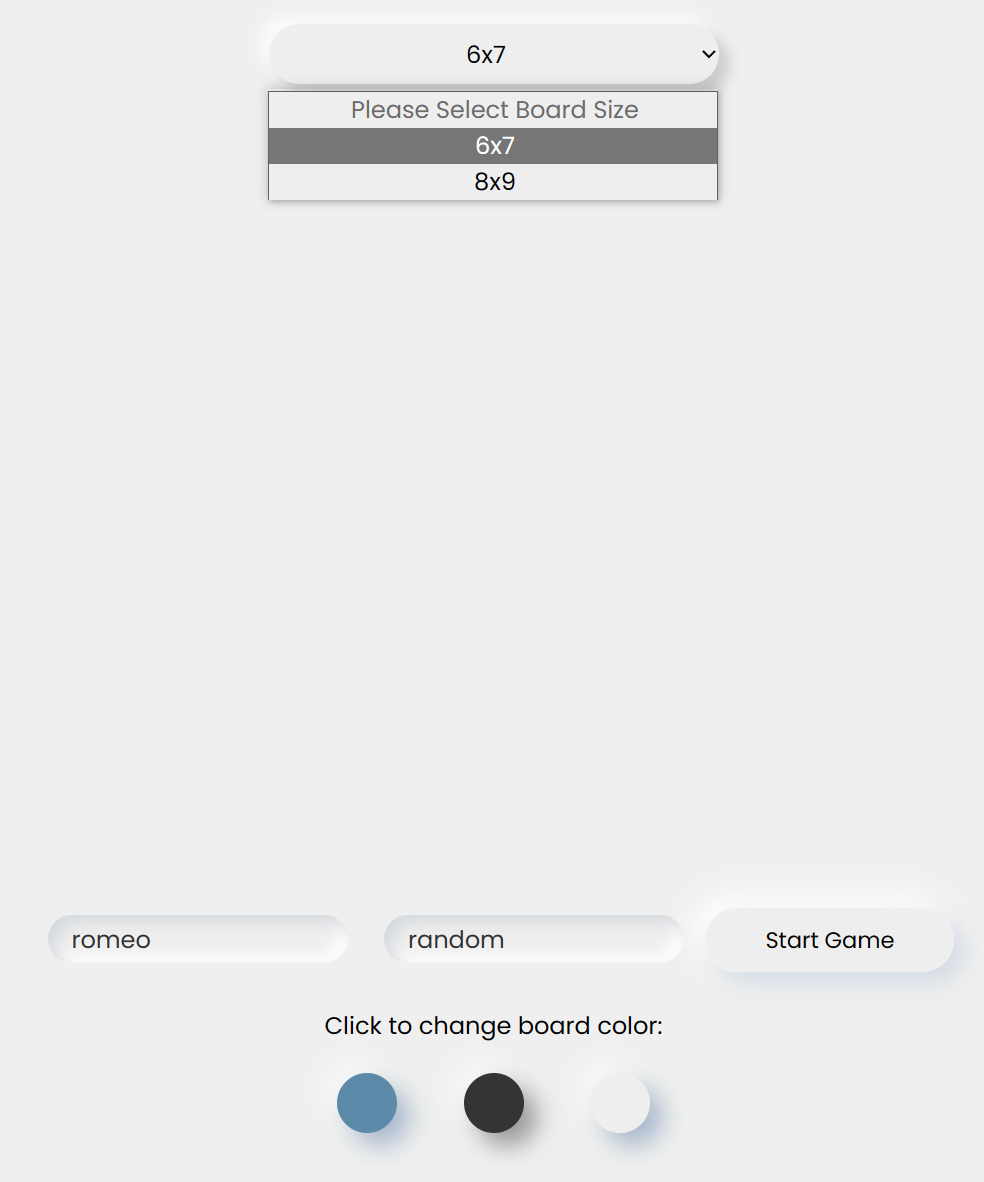 6x7
Please Select Board Size
6x7
8x9
romeo
random
Start Game
Click to change board color: